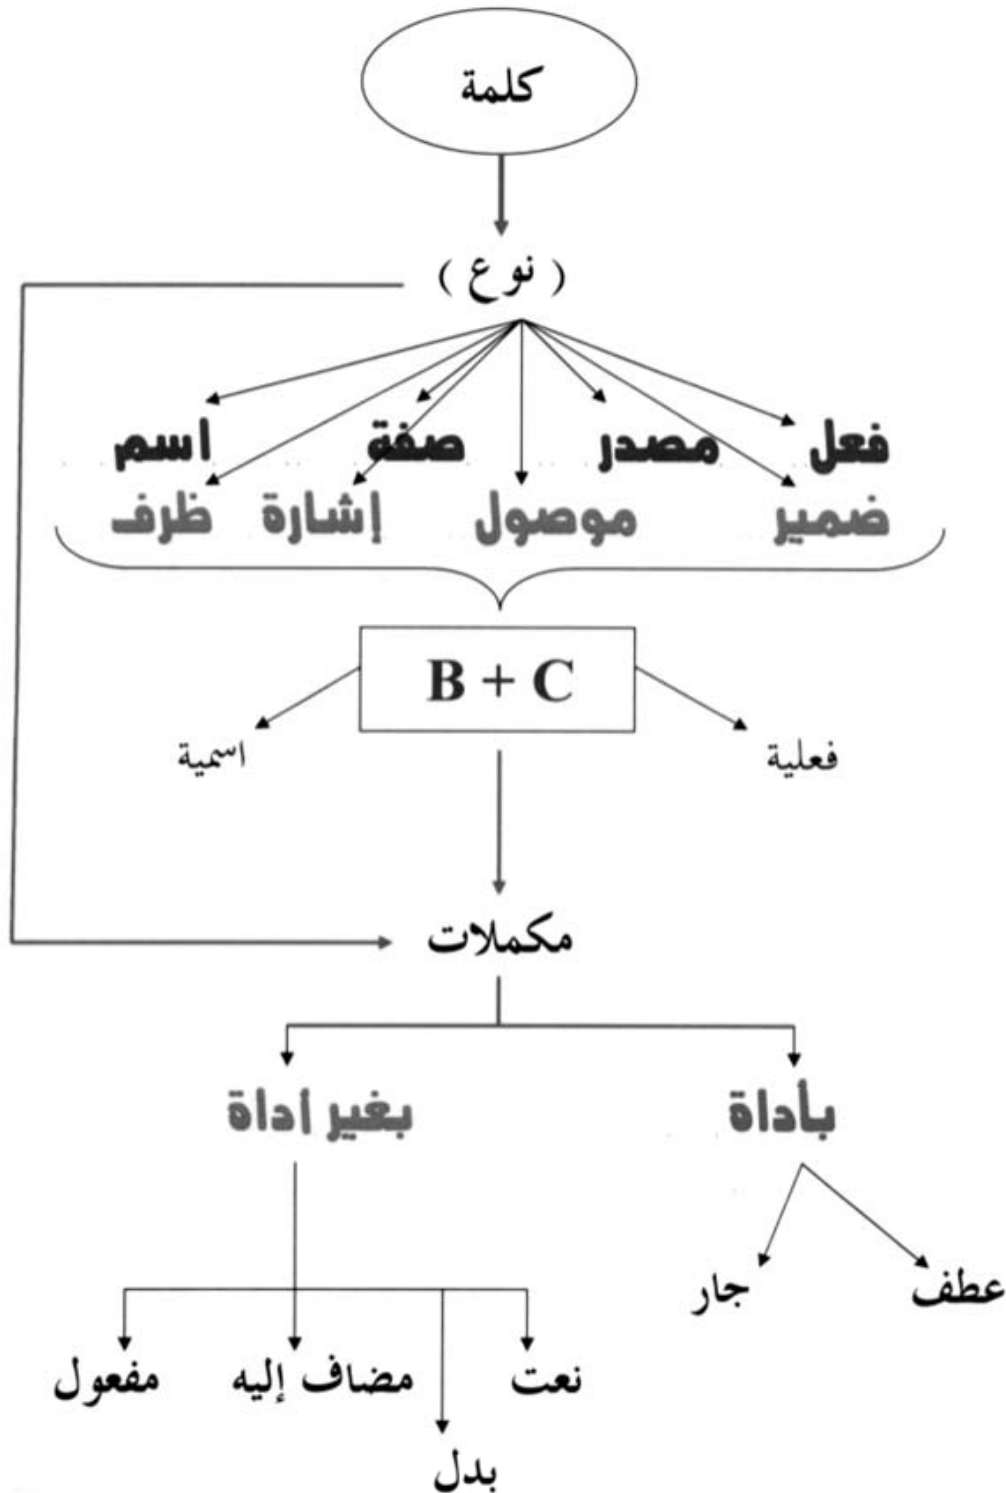 كلمة
( نوع )
فعل مصدر صفة اسم
ضمير موصول إشارة ظرف
B + C
فعلية اسمية
مكملات
بأداة بغير أداة
عطف جار
نعت مضاف إليه مفعول
بدل